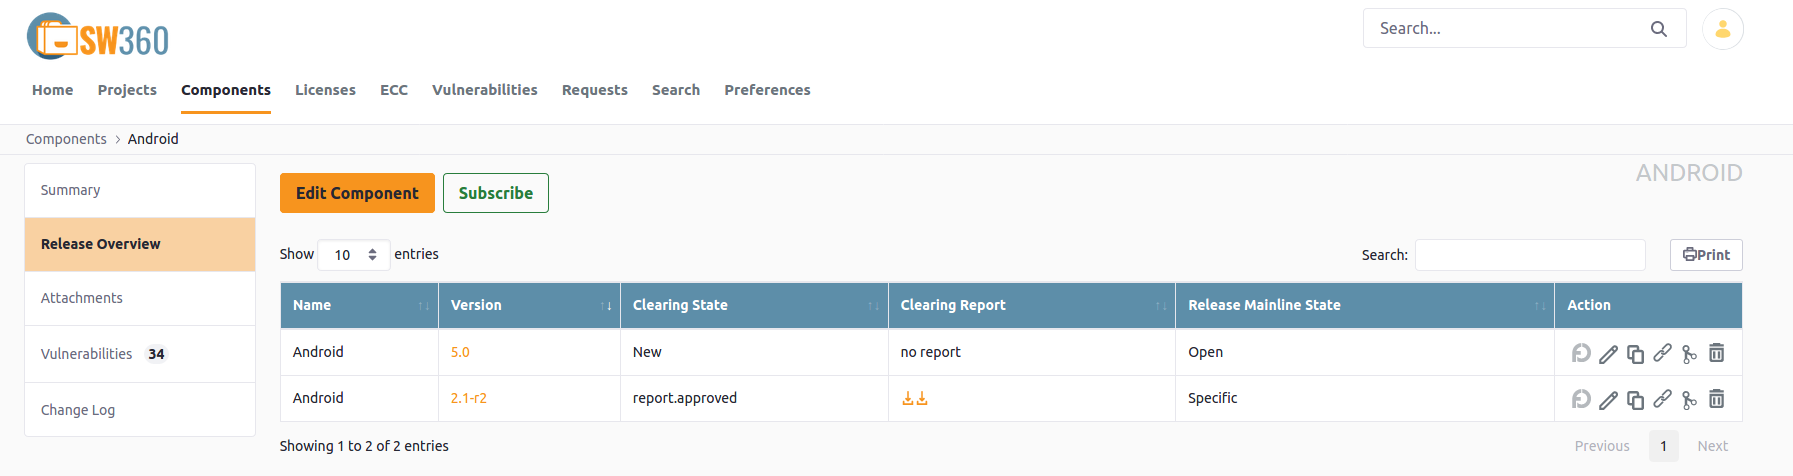 SW360
Search...
Home Projects Components Licenses ECC Vulnerabilities Requests Search Preferences
Components > Android
ANDROID
Summary
Release Overview
Attachments
Vulnerabilities 34
Change Log
Edit Component Subscribe
Show 10 entries Search: Print
Name Version Clearing State Clearing Report Release Mainline State Action
Android 5.0 New no report Open
Android 2.1-r2 report.approved Specific
Showing 1 to 2 of 2 entries Previous 1 Next